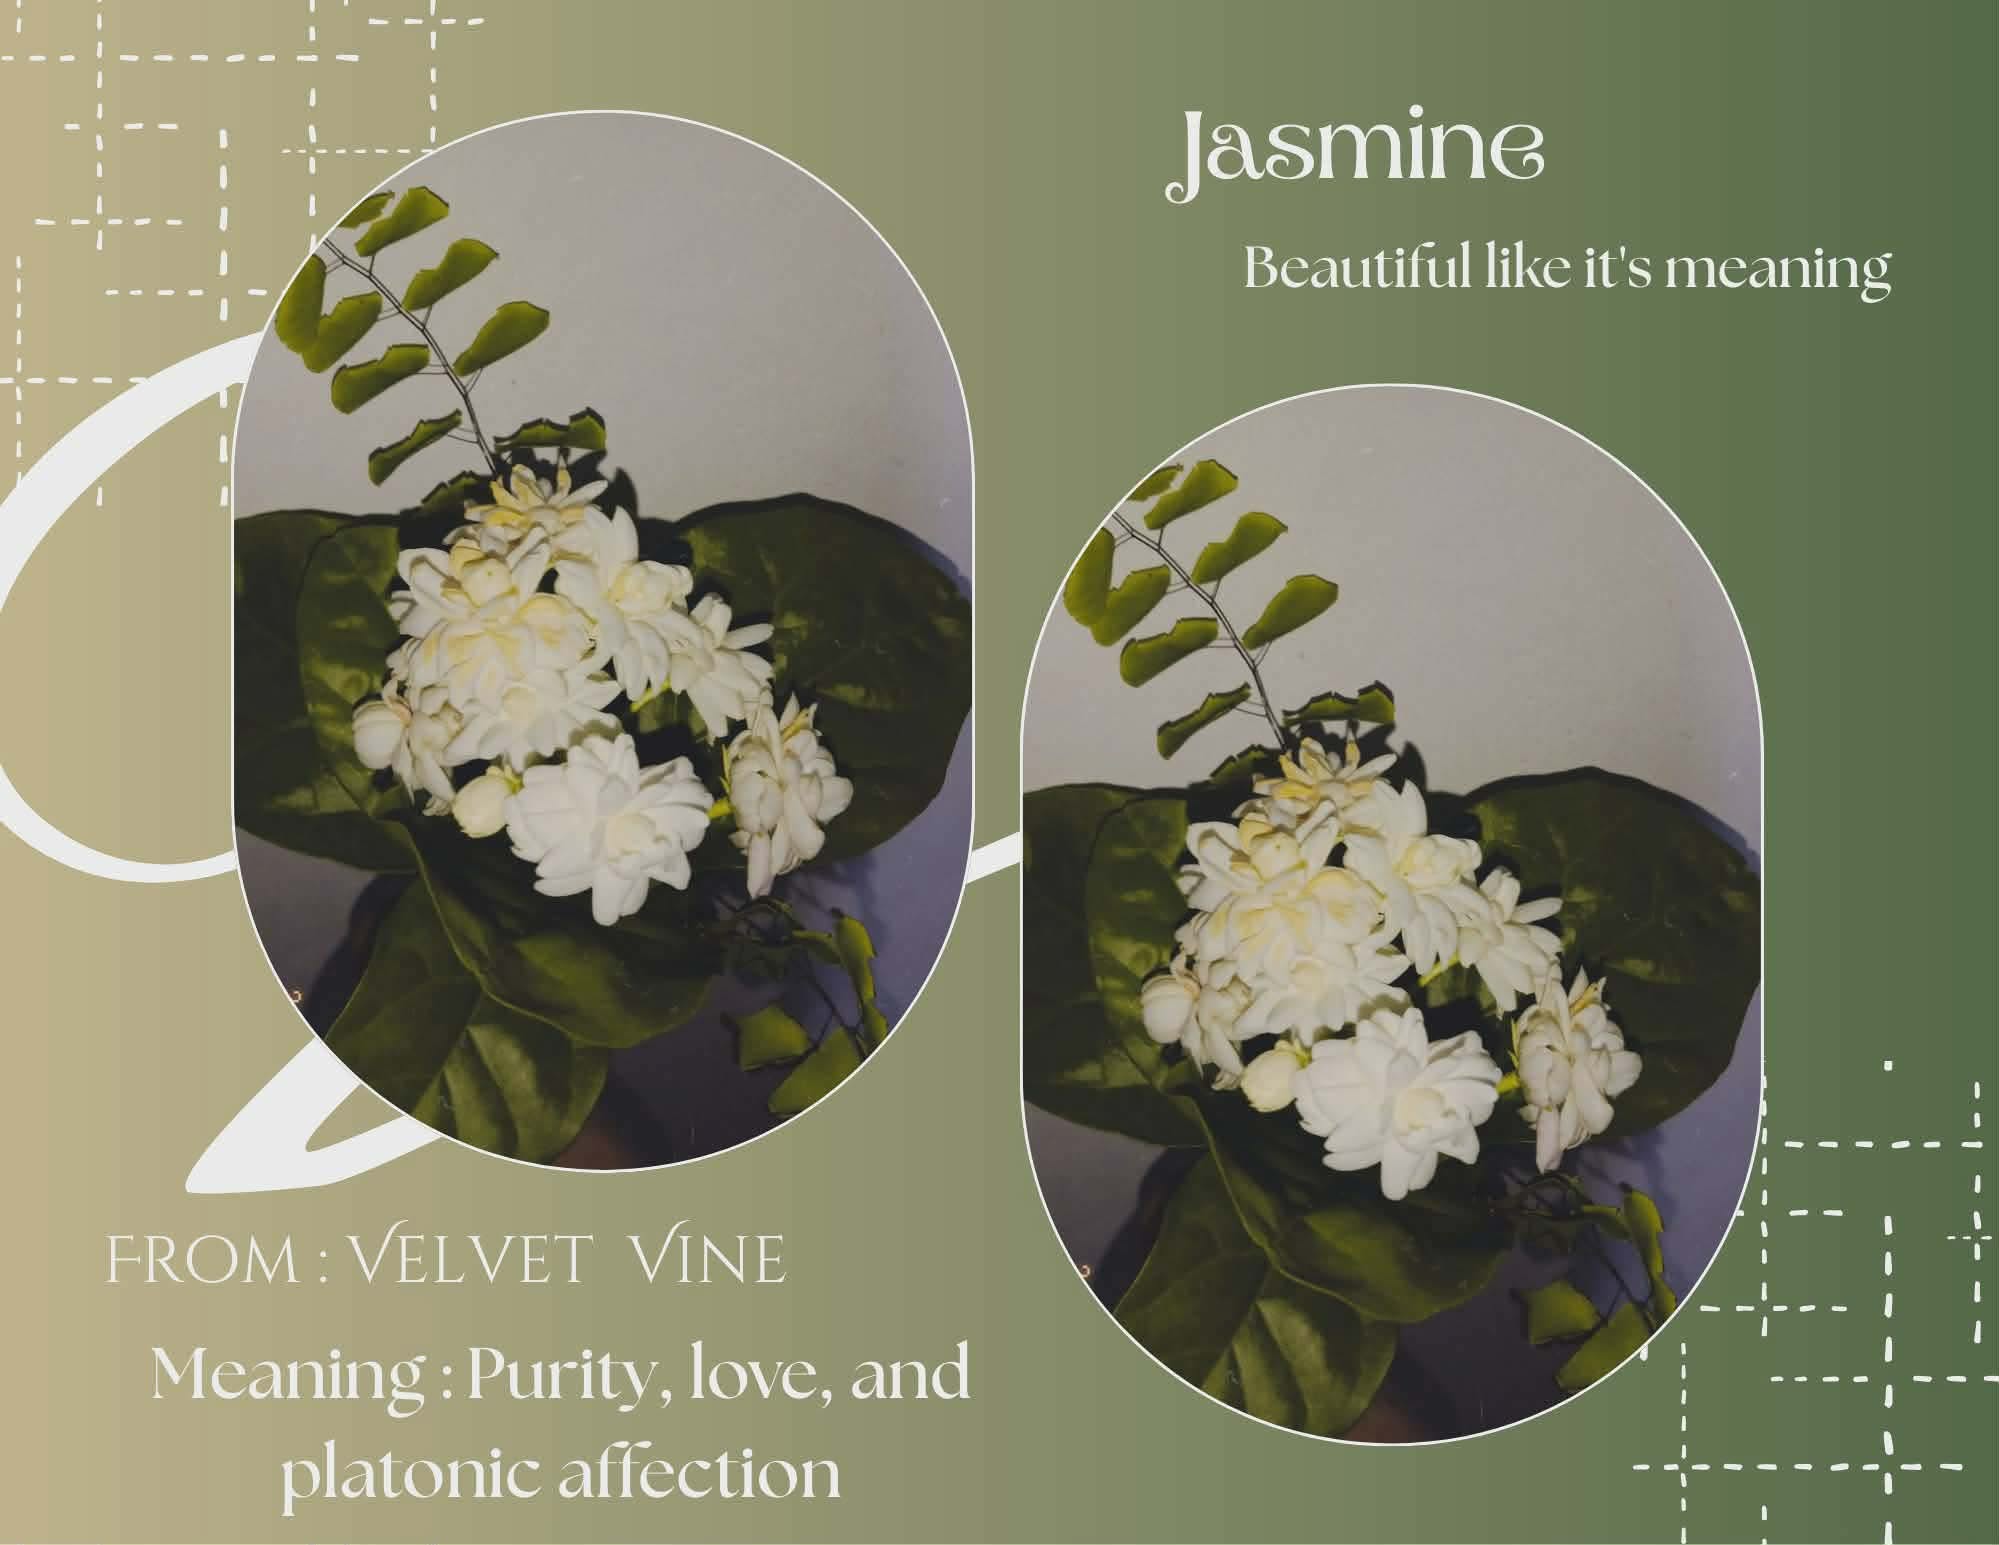 Jasmine
Beautiful like it's meaning
FROM : VELVET VINE
Meaning : Purity, love, and
platonic affection